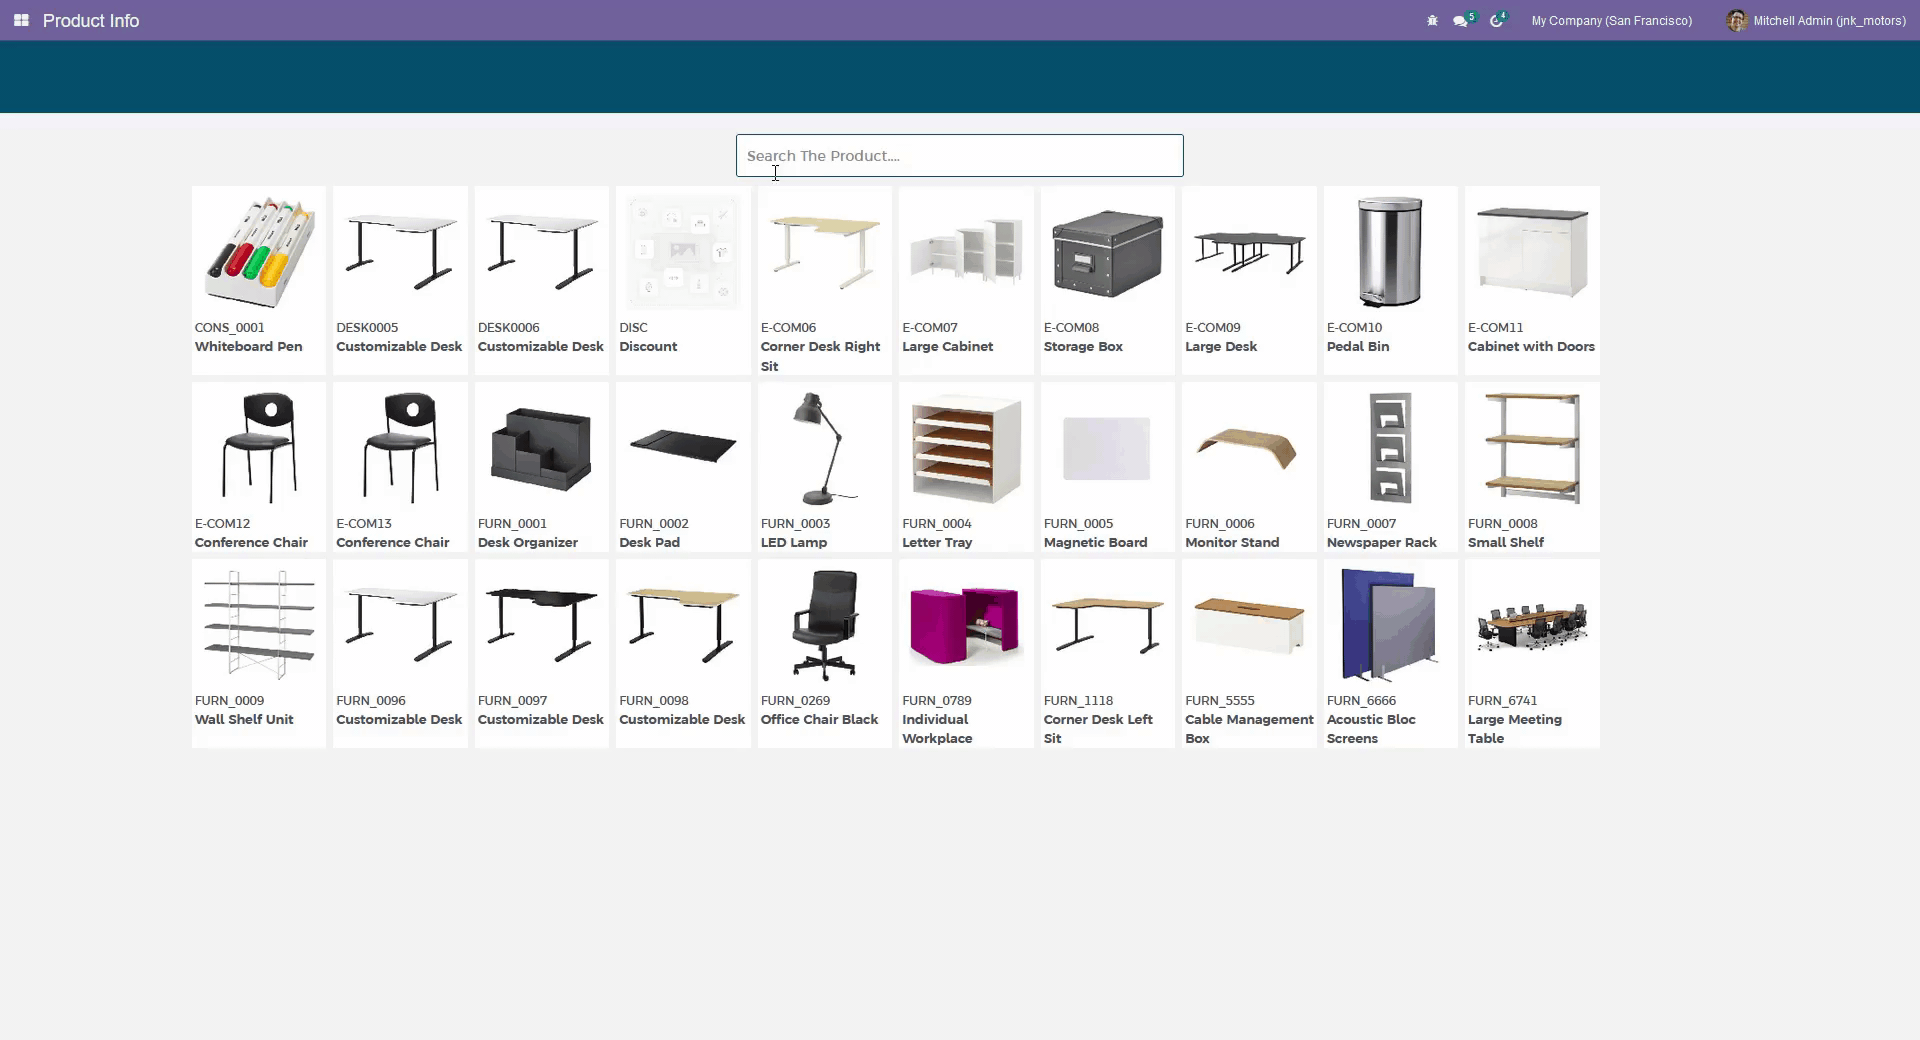 Product Info
5
4
My Company (San Francisco)
Mitchell Admin (jnk_motors)
Search The Product....
CONS_0001
Whiteboard Pen
DESK0005
Customizable Desk
DESK0006
Customizable Desk
DISC
Discount
E-COM06
Corner Desk Right
Sit
E-COM07
Large Cabinet
E-COM08
Storage Box
E-COM09
Large Desk
E-COM10
Pedal Bin
E-COM11
Cabinet with Doors
E-COM12
Conference Chair
E-COM13
Conference Chair
FURN_0001
Desk Organizer
FURN_0002
Desk Pad
FURN_0003
LED Lamp
FURN_0004
Letter Tray
FURN_0005
Magnetic Board
FURN_0006
Monitor Stand
FURN_0007
Newspaper Rack
FURN_0008
Small Shelf
FURN_0009
Wall Shelf Unit
FURN_0096
Customizable Desk
FURN_0097
Customizable Desk
FURN_0098
Customizable Desk
FURN_0269
Office Chair Black
FURN_0789
Individual
Workplace
FURN_1118
Corner Desk Left
Sit
FURN_5555
Cable Management
Box
FURN_6666
Acoustic Bloc
Screens
FURN_6741
Large Meeting
Table